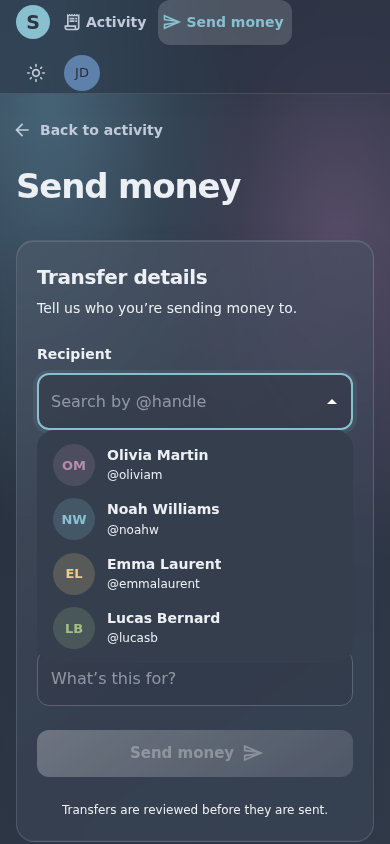 S
Activity
Send money
JD
Back to activity
Send money
Transfer details
Tell us who you’re sending money to.
Recipient
Search by @handle
OM
Olivia Martin
@oliviam
NW
Noah Williams
@noahw
EL
Emma Laurent
@emmalaurent
LB
Lucas Bernard
@lucasb
What’s this for?
Send money
Transfers are reviewed before they are sent.